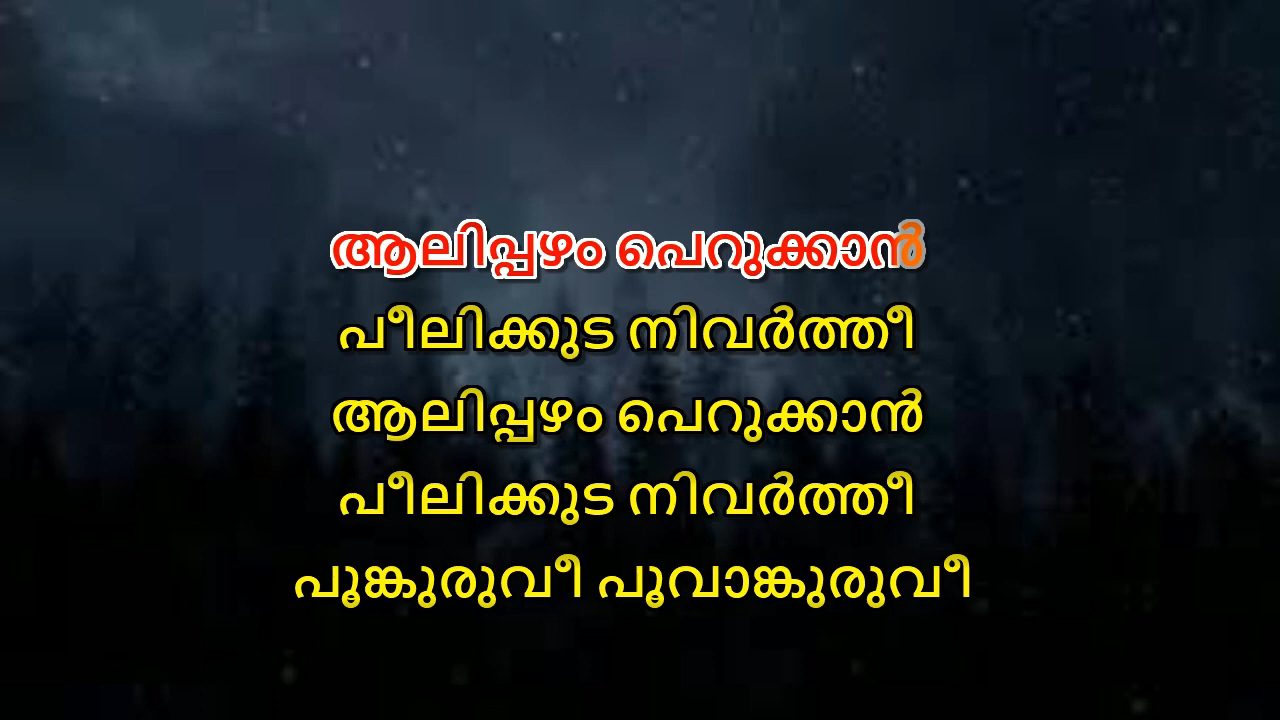 ആലിപ്പഴം പെറുക്കാൻ
പീലിക്കുട നിവർത്തീ
ആലിപ്പഴം പെറുക്കാൻ
പീലിക്കുട നിവർത്തീ
പൂങ്കുരുവീ പൂവാങ്കുരുവീ